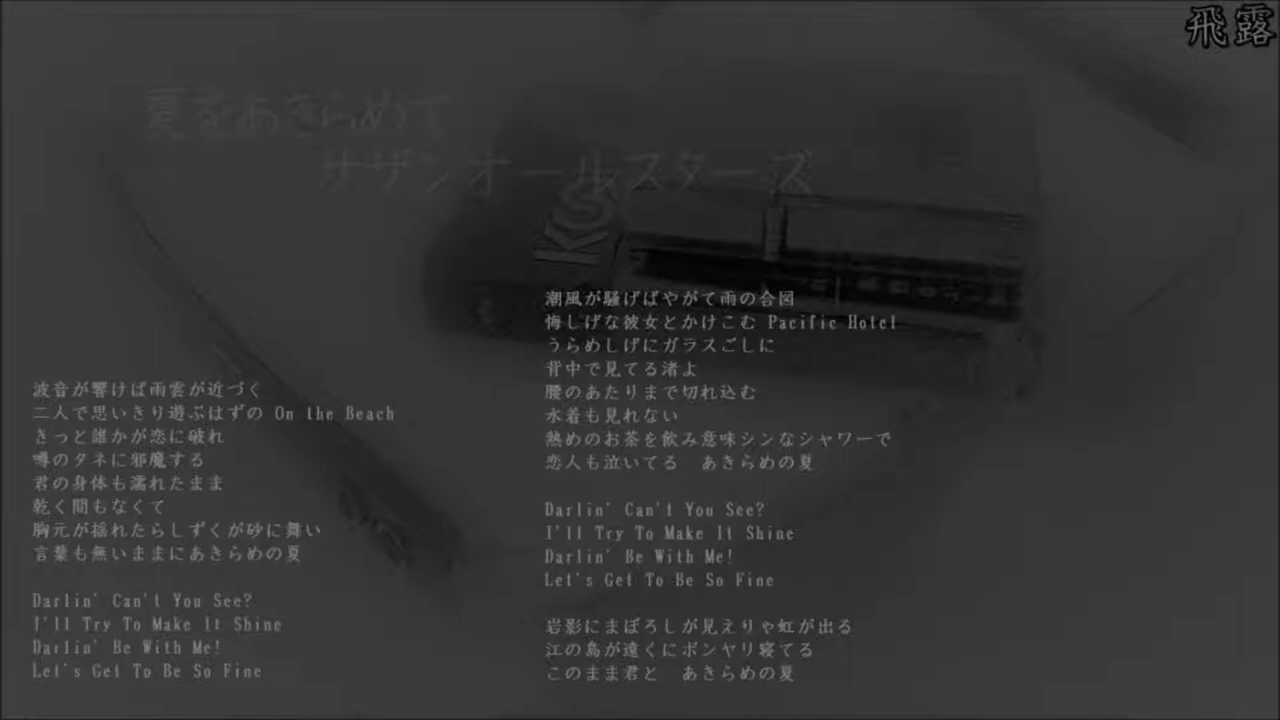 飛露
夏をあきらめて
サザンオールスターズ
波音が響けば雨雲が近づく
二人で思いきり遊ぶはずの On the Beach
きっと誰かが恋に破れ
噂のタネに邪魔する
君の身体も濡れたまま
乾く間もなくて
胸元が揺れたらしずくが砂に舞い
言葉も無いままにあきらめの夏
Darlin' Can't You See?
I'll Try To Make It Shine
Darlin' Be With Me!
Let's Get To Be So Fine
潮風が騒げばやがて雨の合図
悔しげな彼女とかけこむ Pacific Hotel
うらめしげにガラスごしに
背中で見てる渚よ
腰のあたりまで切れ込む
水着も見れない
熱めのお茶を飲み意味シンなシャワーで
恋人も泣いてる　あきらめの夏
Darlin' Can't You See?
I'll Try To Make It Shine
Darlin' Be With Me!
Let's Get To Be So Fine
岩影にまぼろしが見えりゃ虹が出る
江の島が遠くにボンヤリ寝てる
このまま君と　あきらめの夏